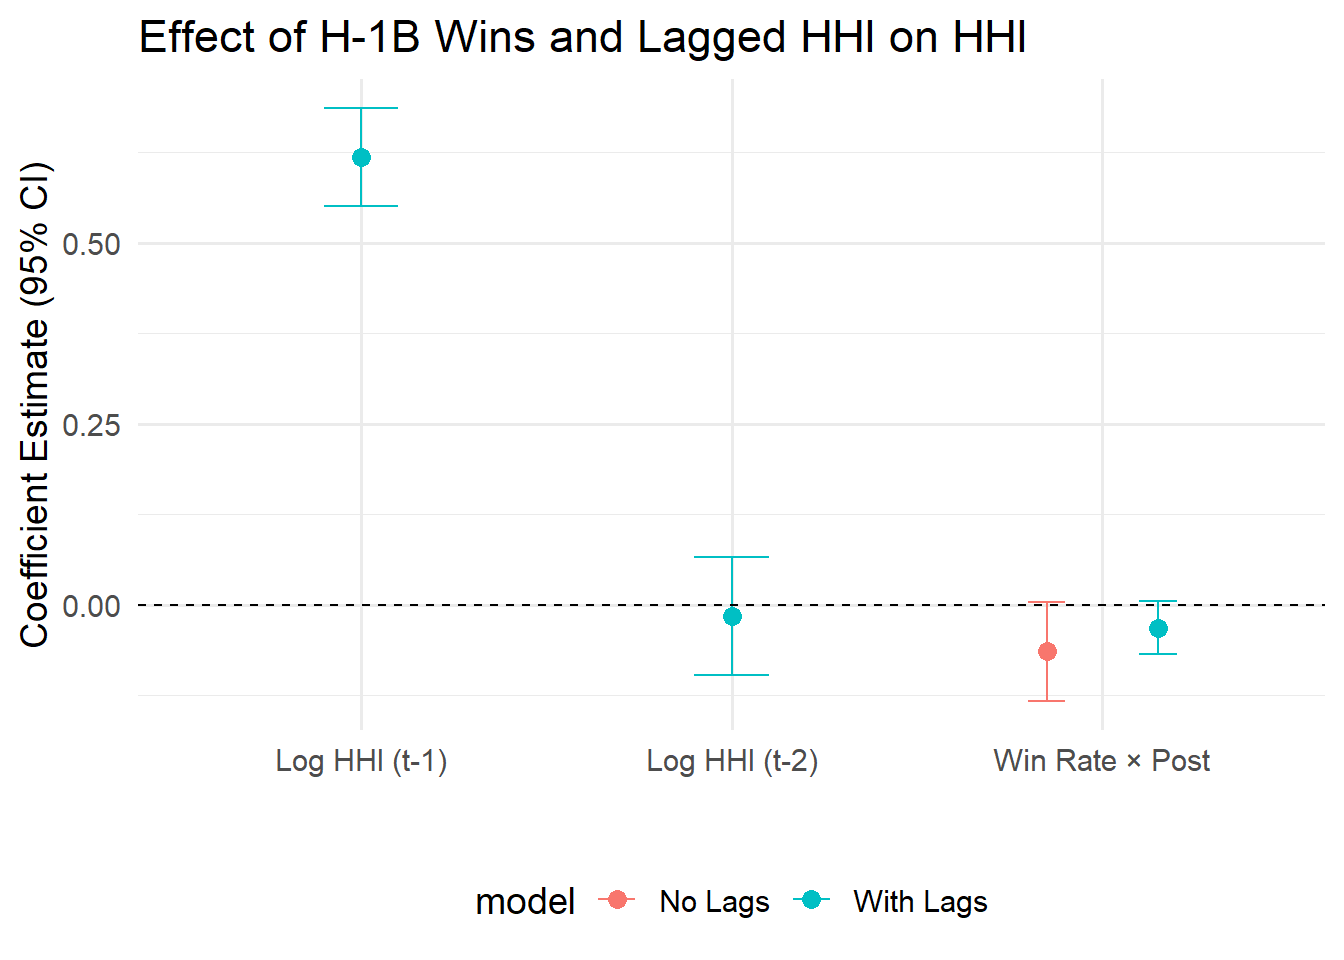 Effect of H-1B Wins and Lagged HHI on HHI
Coefficient Estimate (95% CI)
0.50
0.25
0.00
Log HHI (t-1)
Log HHI (t-2)
Win Rate × Post
model
No Lags
With Lags